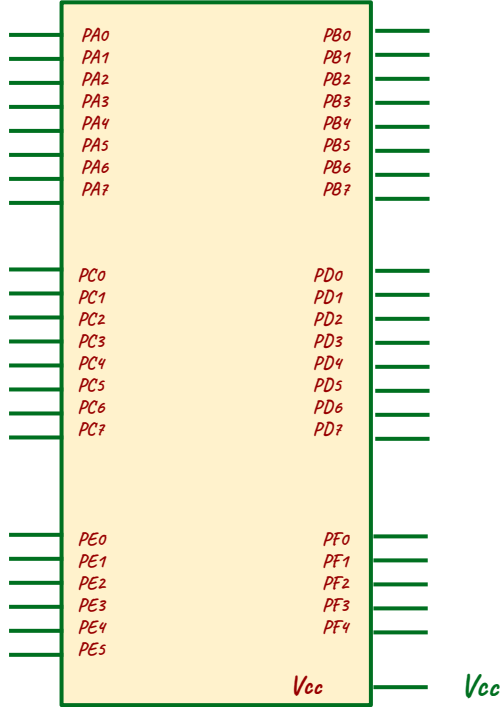 PA0
PA1
PA2
PA3
PA4
PA5
PA6
PA7
PB0
PB1
PB2
PB3
PB4
PB5
PB6
PB7
PC0
PC1
PC2
PC3
PC4
PC5
PC6
PC7
PD0
PD1
PD2
PD3
PD4
PD5
PD6
PD7
PE0
PE1
PE2
PE3
PE4
PE5
PF0
PF1
PF2
PF3
PF4
Vcc
Vcc